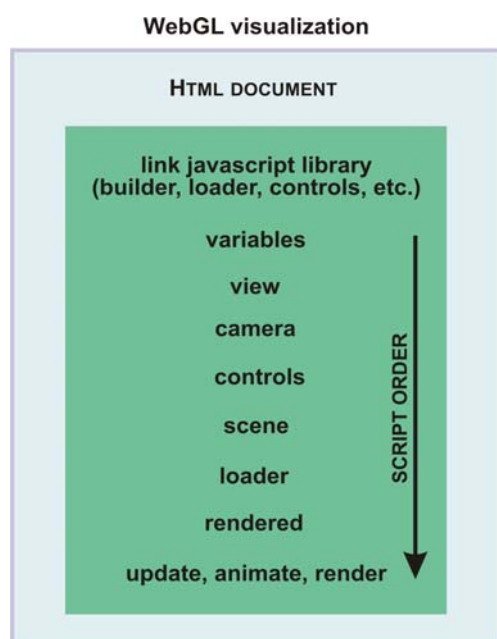 WebGL visualization
HTML DOCUMENT
link javascript library
(builder, loader, controls, etc.)
variables
view
camera
controls
scene
loader
rendered
update, animate, render
SCRIPT ORDER